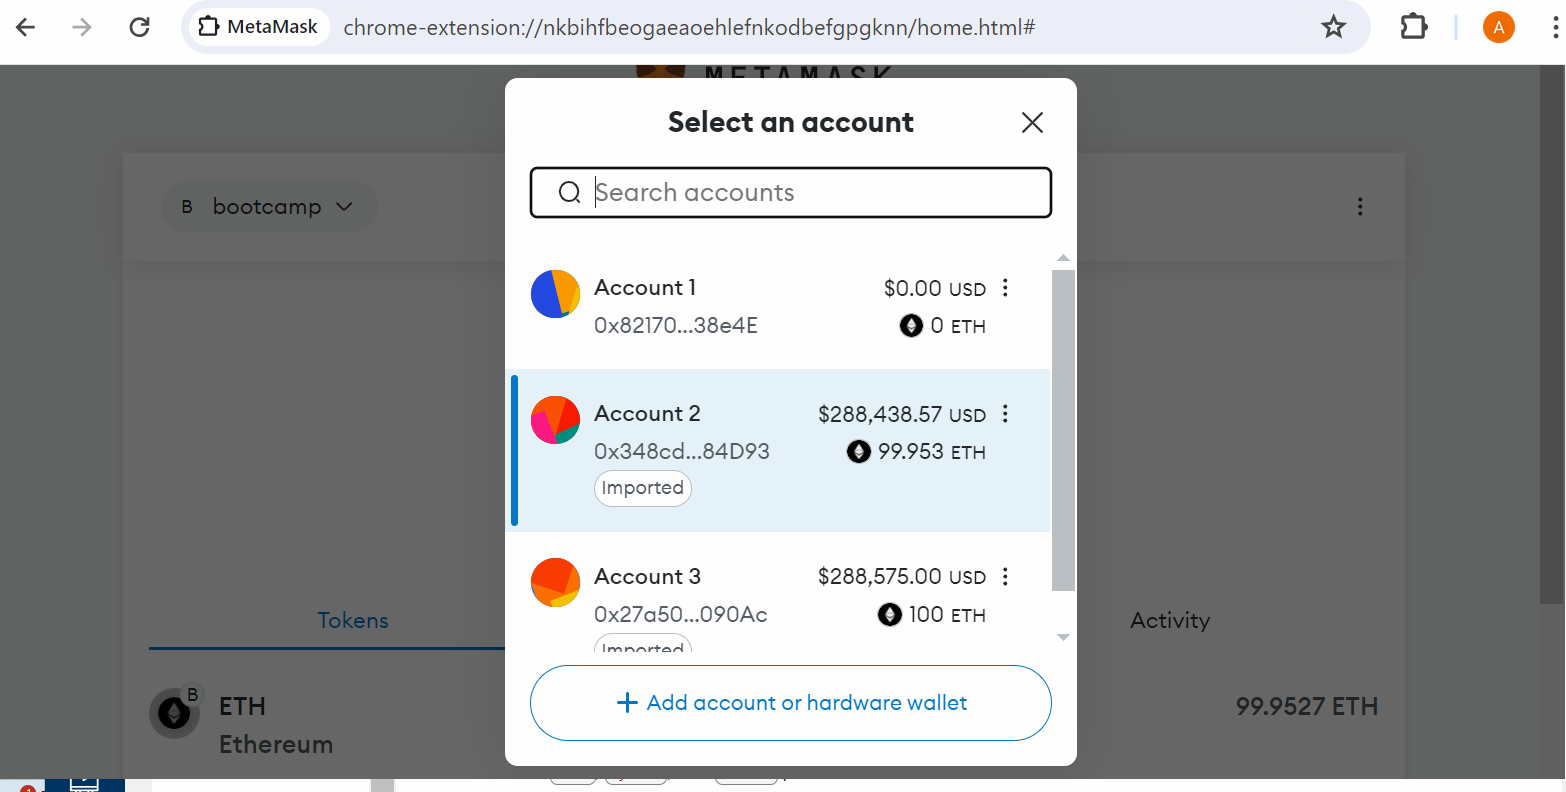 MetaMask
chrome-extension://nkbihfbeogaeaoehlefnkodbefgpgknn/home.html#
A
METAMASK
Select an account
Search accounts
B bootcamp
Account 1 $0.00 USD
0x82170...38e4E 0 ETH
Account 2 $288,438.57 USD
0x348cd...84D93 99.953 ETH
Imported
Account 3 $288,575.00 USD
0x27a50...090Ac 100 ETH
Imported
Tokens Activity
+ Add account or hardware wallet
B
ETH 99.9527 ETH
Ethereum